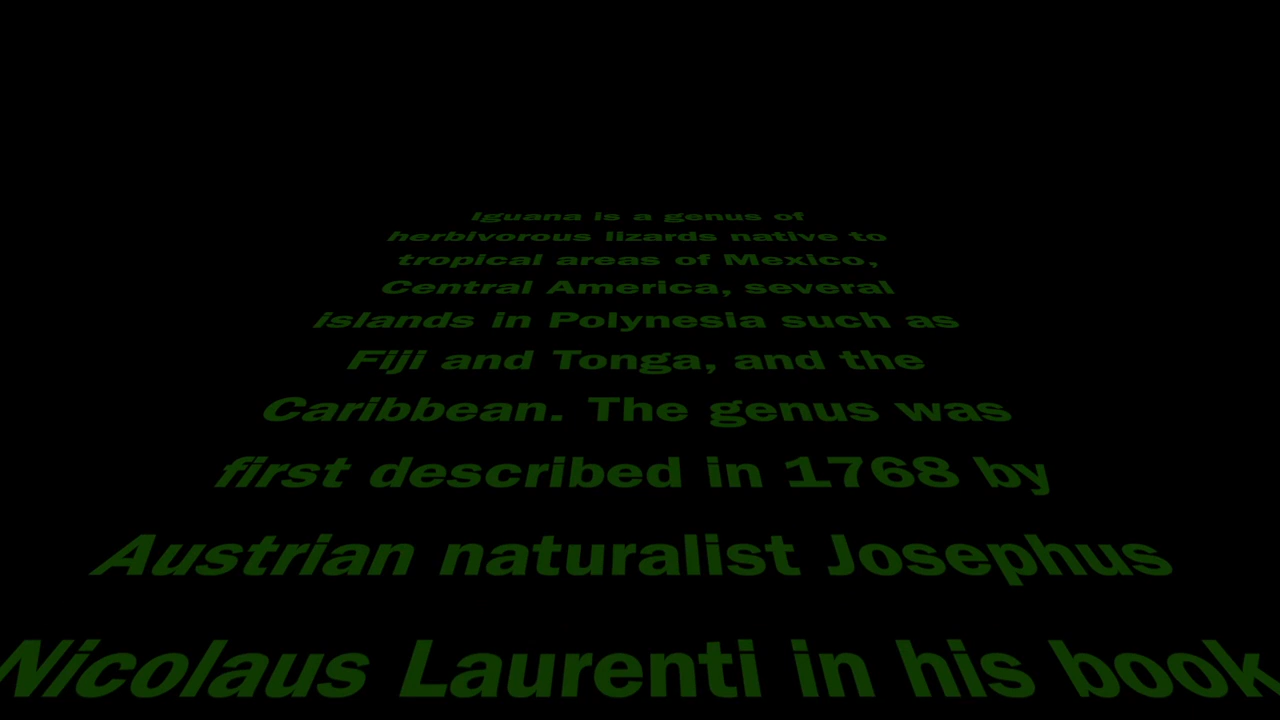 Iguana is a genus of
herbivorous lizards native to
tropical areas of Mexico,
Central America, several
islands in Polynesia such as
Fiji and Tonga, and the
Caribbean. The genus was
first described in 1768 by
Austrian naturalist Josephus
Nicolaus Laurenti in his book